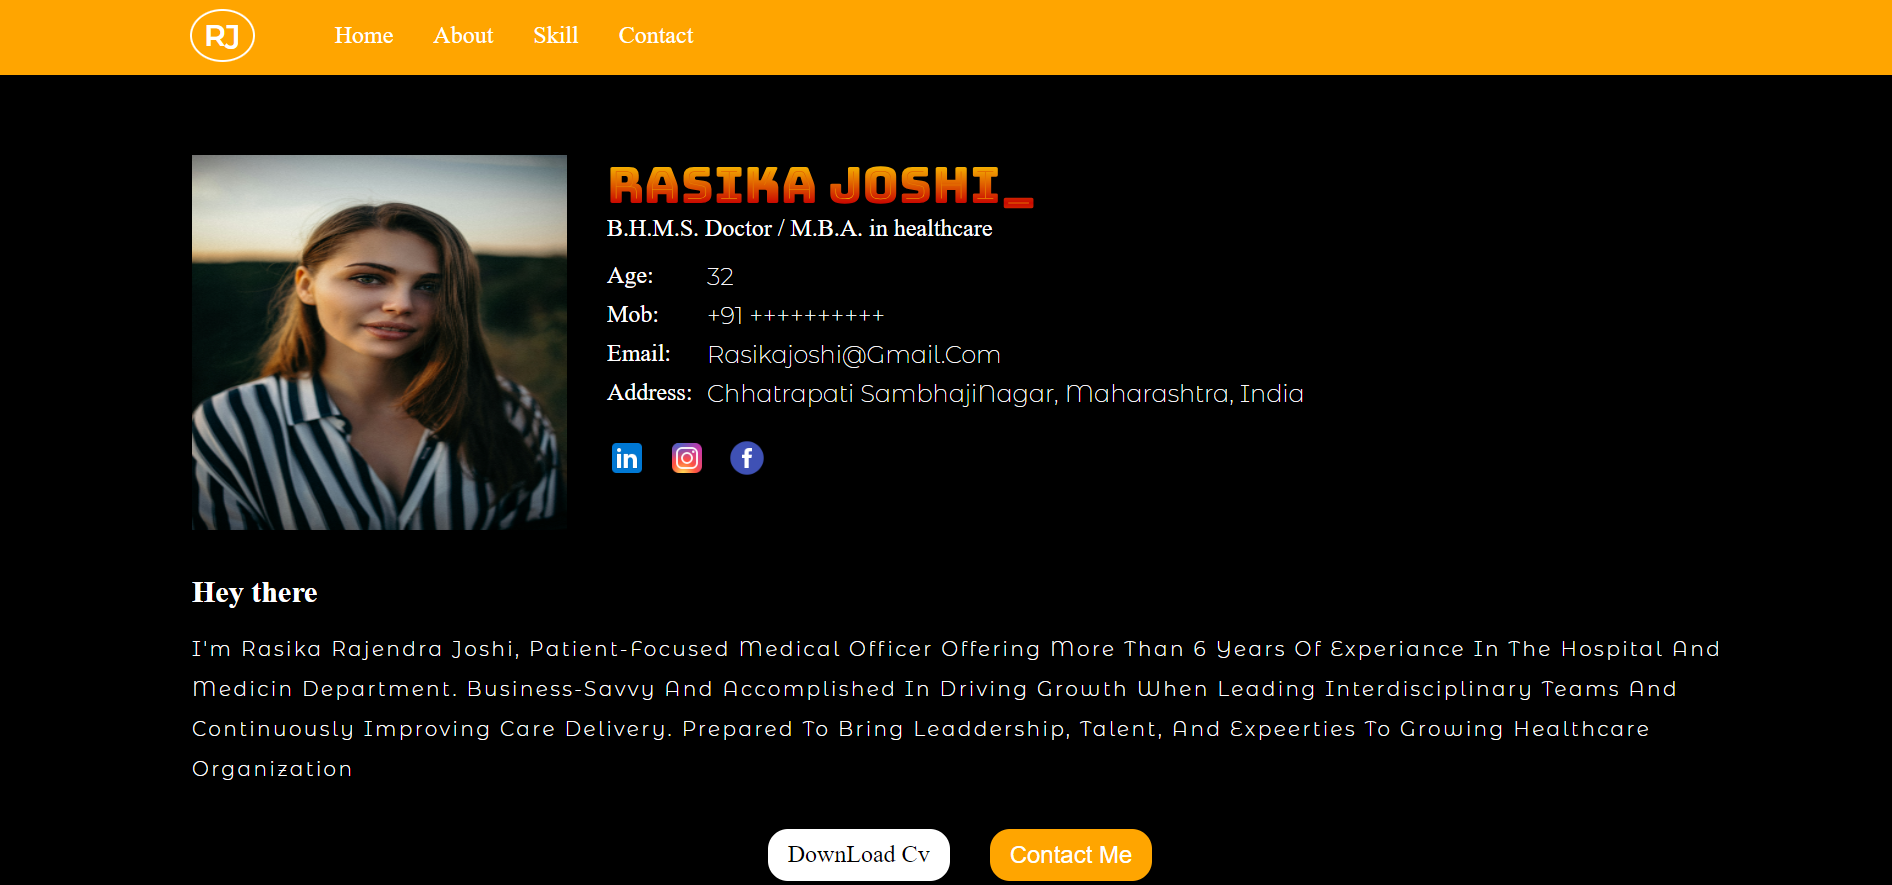 RJ Home About Skill Contact
RASIKA JOSHI_
B.H.M.S. Doctor / M.B.A. in healthcare
Age: 32
Mob: +91 ++++++++++
Email: Rasikajoshi@Gmail.Com
Address: Chhatrapati SambhajiNagar, Maharashtra, India
in f
Hey there
I'm Rasika Rajendra Joshi, Patient-Focused Medical Officer Offering More Than 6 Years Of Experiance In The Hospital And
Medicin Department. Business-Savvy And Accomplished In Driving Growth When Leading Interdisciplinary Teams And
Continuously Improving Care Delivery. Prepared To Bring Leaddership, Talent, And Expeerties To Growing Healthcare
Organization
DownLoad Cv Contact Me